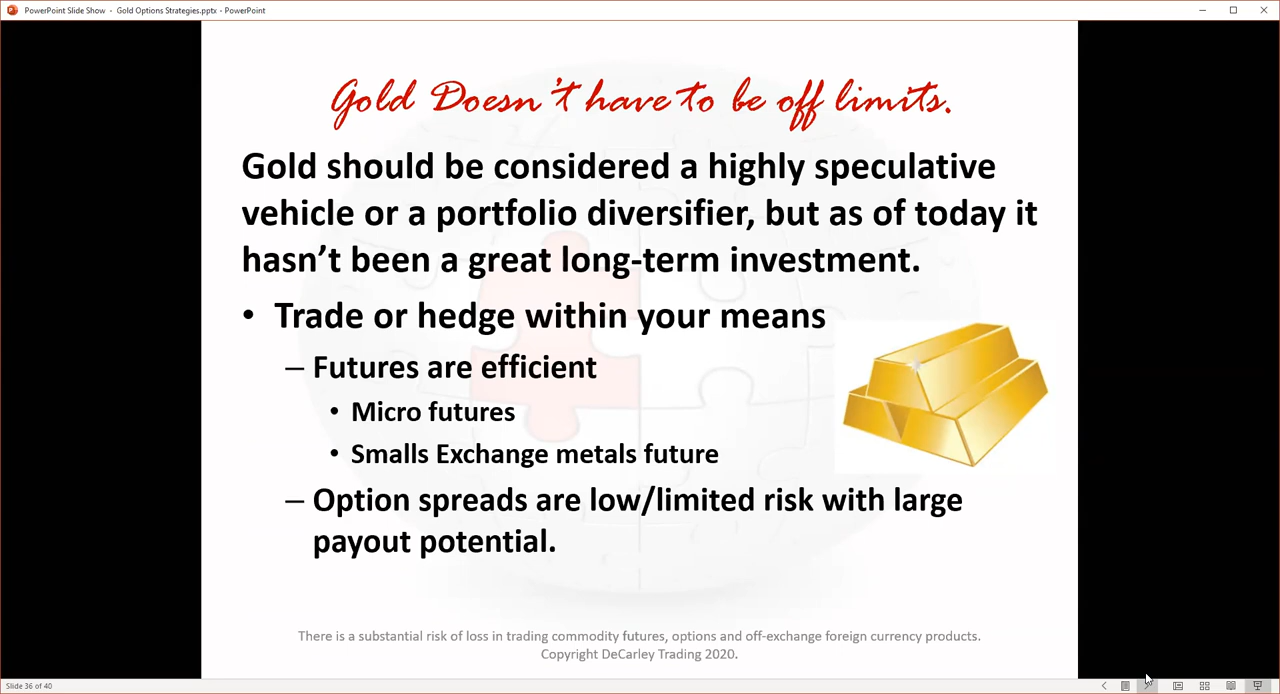 PowerPoint Slide Show - Gold Options Strategies.pptx - PowerPoint
Gold Doesn't have to be off limits.
Gold should be considered a highly speculative
vehicle or a portfolio diversifier, but as of today it
hasn't been a great long-term investment.
• Trade or hedge within your means
– Futures are efficient
• Micro futures
• Smalls Exchange metals future
– Option spreads are low/limited risk with large
payout potential.
There is a substantial risk of loss in trading commodity futures, options and off-exchange foreign currency products.
Copyright DeCarley Trading 2020.
Slide 36 of 40